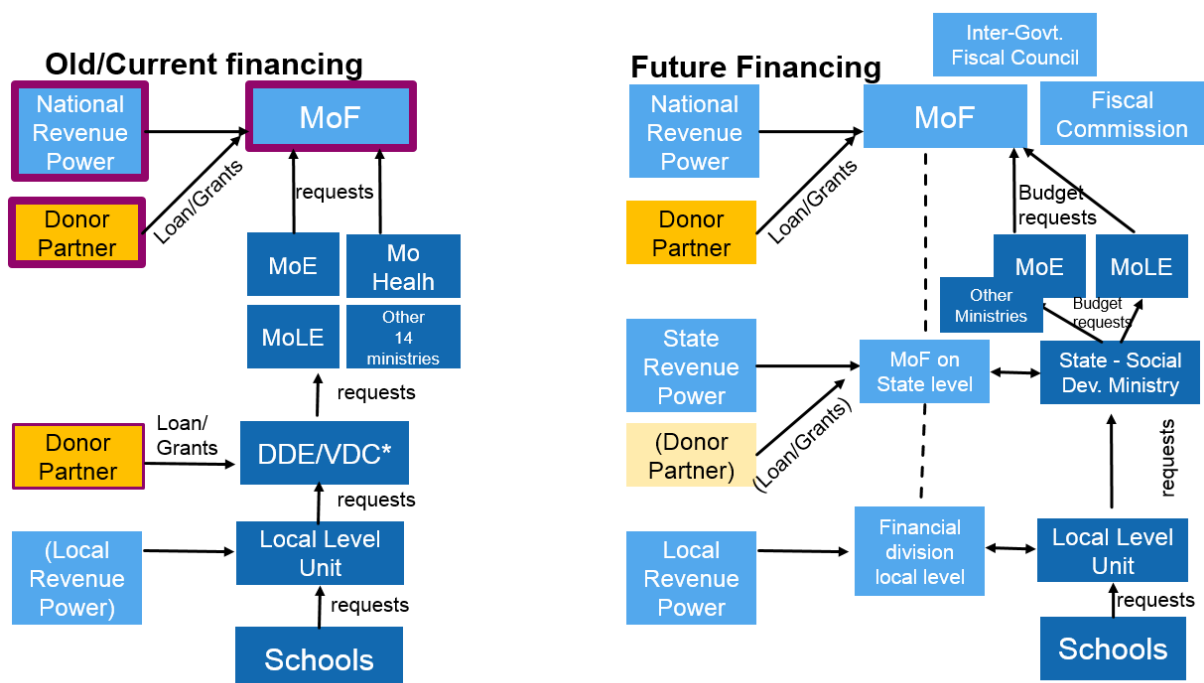 Old/Current financing
National
Revenue
Power
MoF
Loan/Grants
requests
Donor
Partner
MoE
Mo
Healh
MoLE
Other
14
ministries
requests
Donor
Partner
Loan/
Grants
DDE/VDC*
requests
(Local
Revenue
Power)
Local Level
Unit
requests
Schools
Future Financing
Inter-Govt.
Fiscal Council
National
Revenue
Power
MoF
Fiscal
Commission
Loan/Grants
Donor
Partner
Budget
requests
MoE
MoLE
Other
Ministries
Budget
requests
State
Revenue
Power
MoF on
State level
State - Social
Dev. Ministry
(Donor
Partner)
(Loan/Grants)
requests
Local
Revenue
Power
Financial
division
local level
Local Level
Unit
requests
Schools